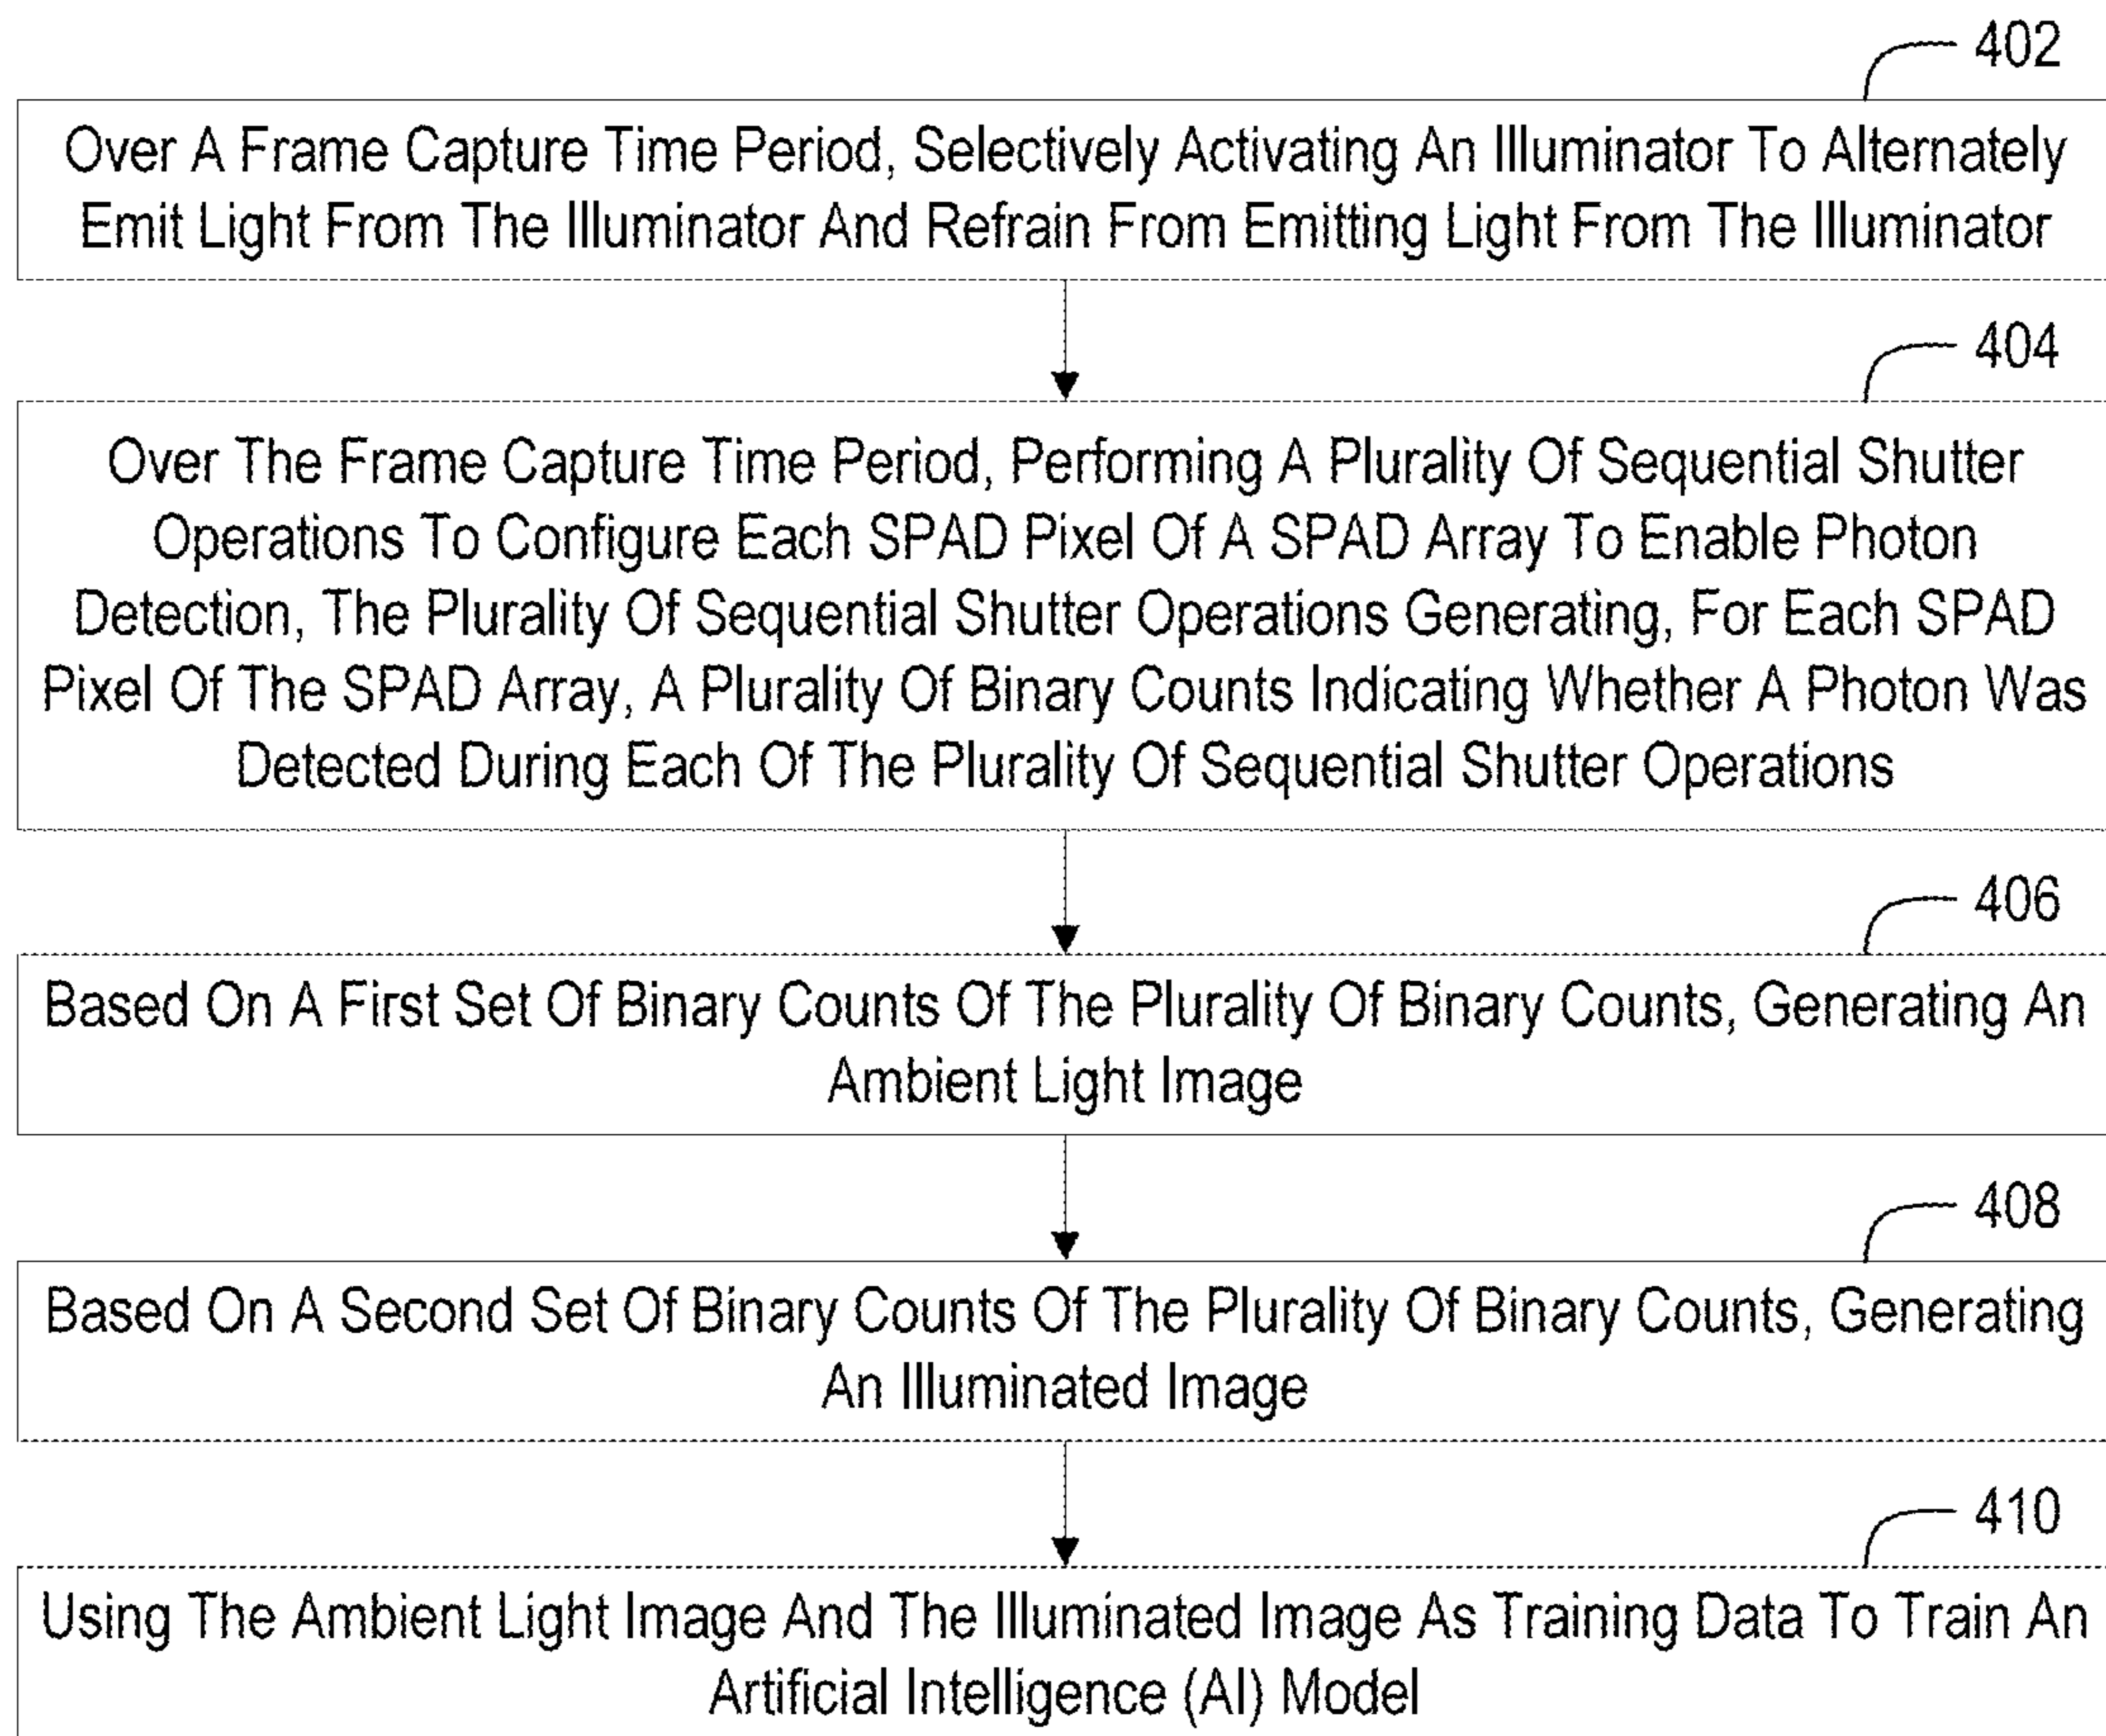 402
Over A Frame Capture Time Period, Selectively Activating An Illuminator To Alternately
Emit Light From The Illuminator And Refrain From Emitting Light From The Illuminator
404
Over The Frame Capture Time Period, Performing A Plurality Of Sequential Shutter
Operations To Configure Each SPAD Pixel Of A SPAD Array To Enable Photon
Detection, The Plurality Of Sequential Shutter Operations Generating, For Each SPAD
Pixel Of The SPAD Array, A Plurality Of Binary Counts Indicating Whether A Photon Was
Detected During Each Of The Plurality Of Sequential Shutter Operations
406
Based On A First Set Of Binary Counts Of The Plurality Of Binary Counts, Generating An
Ambient Light Image
408
Based On A Second Set Of Binary Counts Of The Plurality Of Binary Counts, Generating
An Illuminated Image
410
Using The Ambient Light Image And The Illuminated Image As Training Data To Train An
Artificial Intelligence (AI) Model